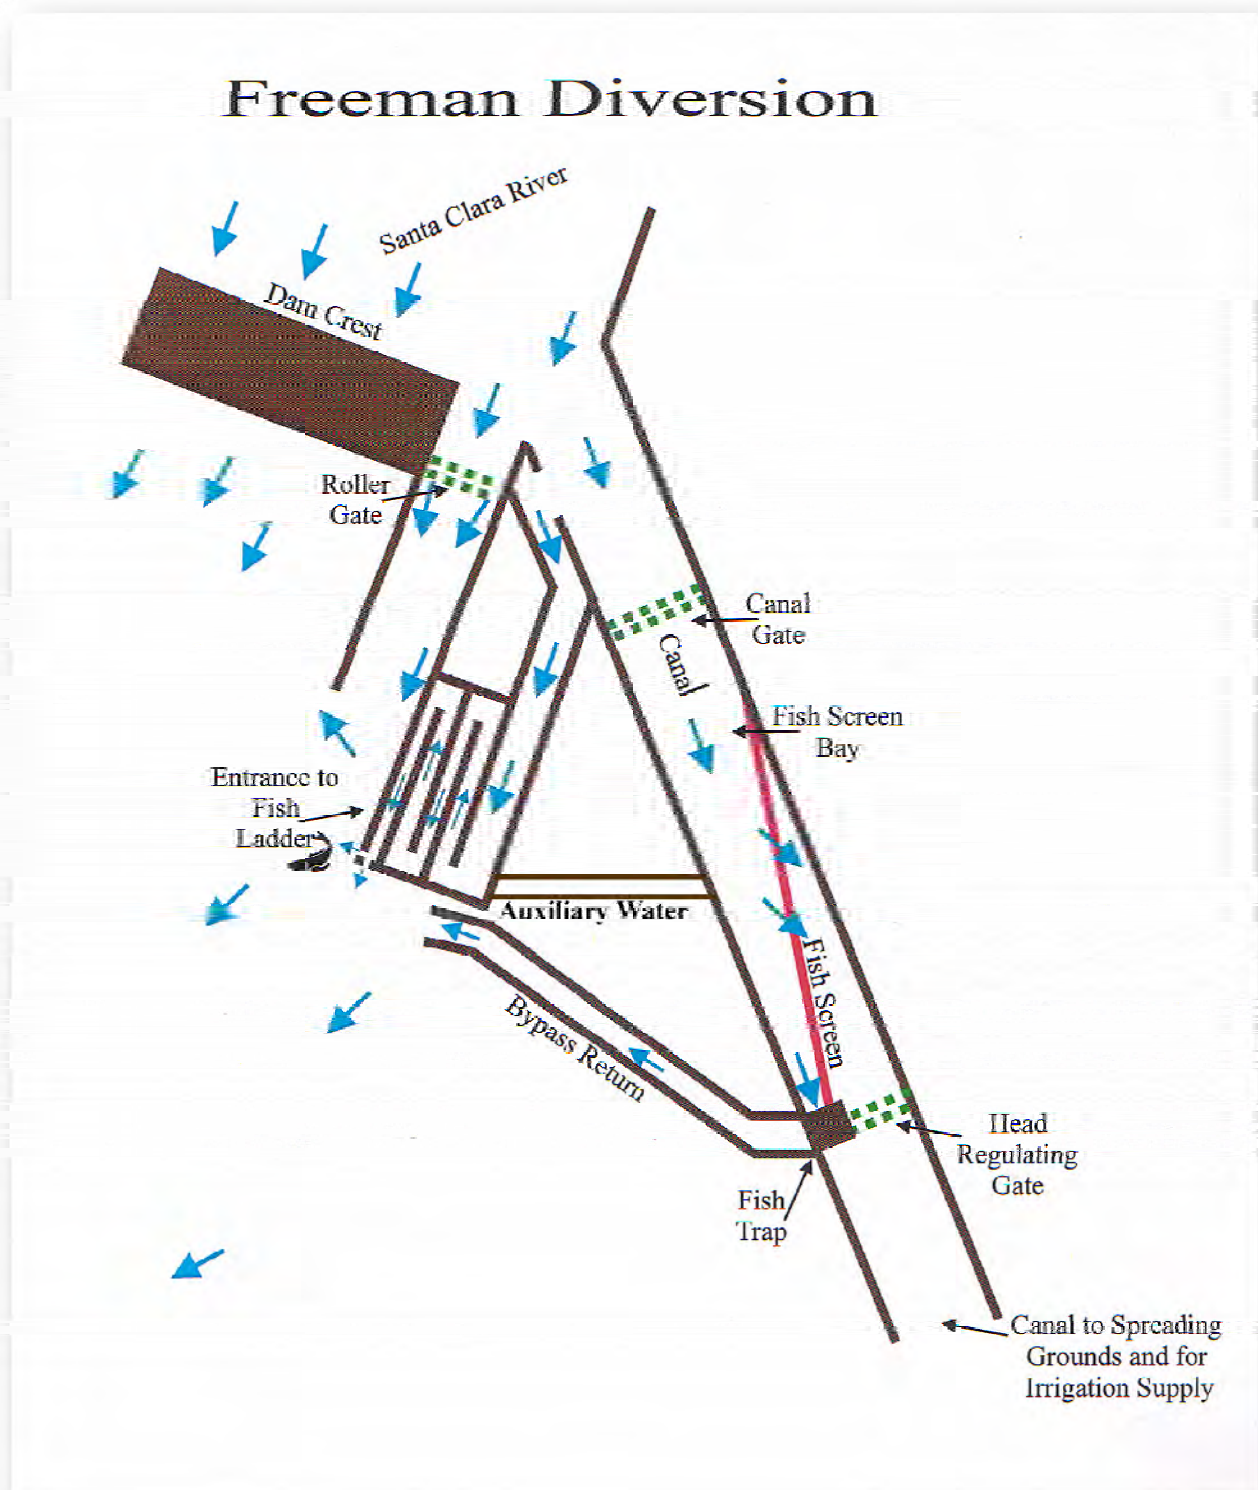 Freeman Diversion
Santa Clara River
Dam Crest
Roller
Gate
Canal
Gate
Canal
Fish Screen
Bay
Entrance to
Fish
Ladder
Auxiliary Water
Fish Screen
Bypass Return
Head
Regulating
Gate
Fish
Trap
Canal to Spreading
Grounds and for
Irrigation Supply